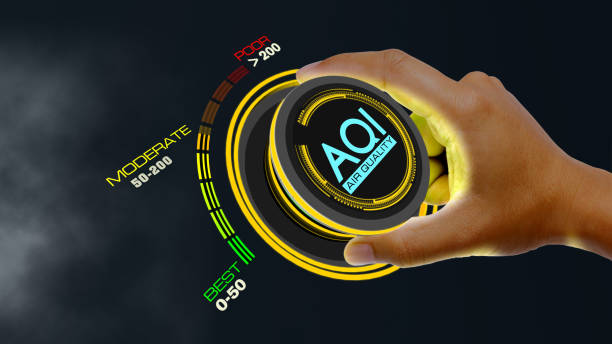 POOR
> 200
MODERATE
50-200
BEST
0-50
AQI
AIR QUALITY